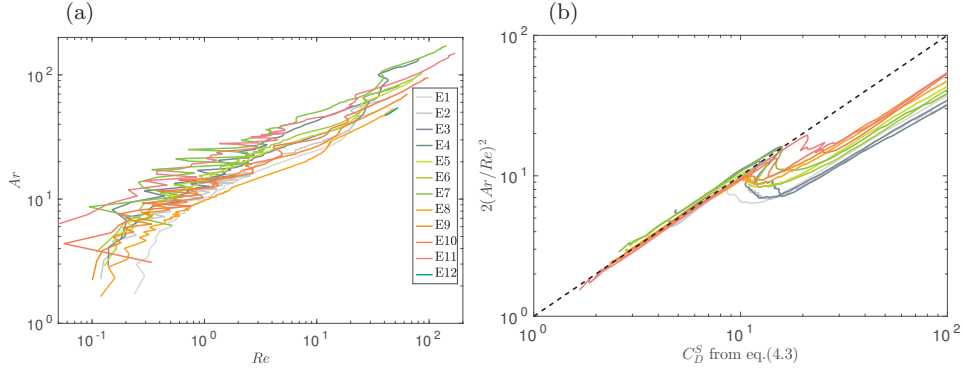 (a)
(b)
Ar
10^2
10^1
10^0
E1
E2
E3
E4
E5
E6
E7
E8
E9
E10
E11
E12
10^-1 10^0 10^1 10^2
Re
2(Ar/Re)^2
10^2
10^1
10^0
10^0 10^1 10^2
C_D^S from eq.(4.3)